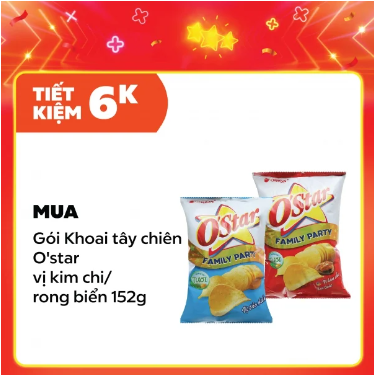 TIẾT
KIỆM 6K
MUA
Gói Khoai tây chiên
O'star
vị kim chi/
rong biển 152g
O'Star
FAMILY PARTY
O'Star
FAMILY PARTY